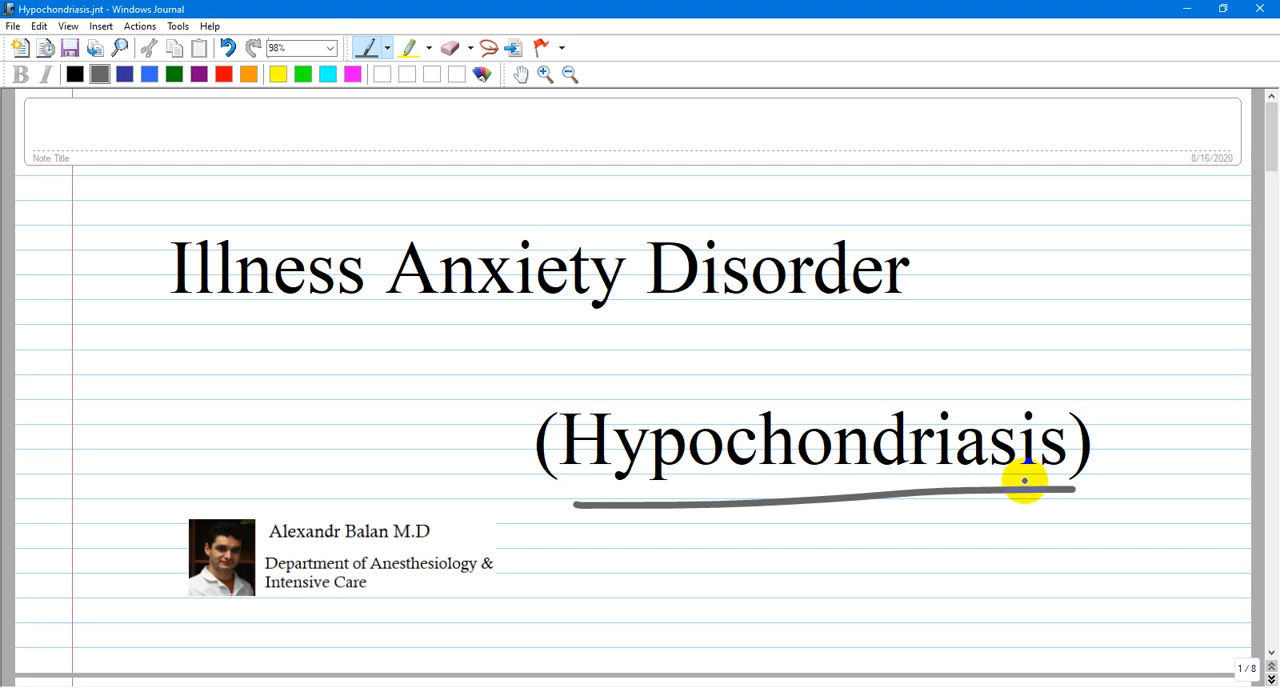 Hypochondriasis.jnt - Windows Journal
File Edit View Insert Actions Tools Help
98%
B I
Note Title
8/16/2020
Illness Anxiety Disorder
(Hypochondriasis)
Alexandr Balan M.D
Department of Anesthesiology &
Intensive Care
1 / 8